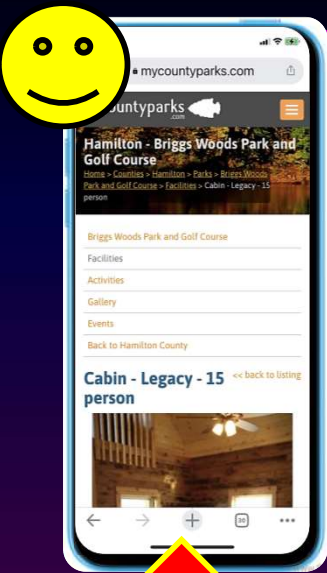 mycountyparks.com
.com
Hamilton - Briggs Woods Park and
Golf Course
Home > Counties > Hamilton > Parks > Briggs Woods
Park and Golf Course > Facilities > Cabin - Legacy - 15
person
Briggs Woods Park and Golf Course
Facilities
Activities
Gallery
Events
Back to Hamilton County
Cabin - Legacy - 15
person
<< back to listing